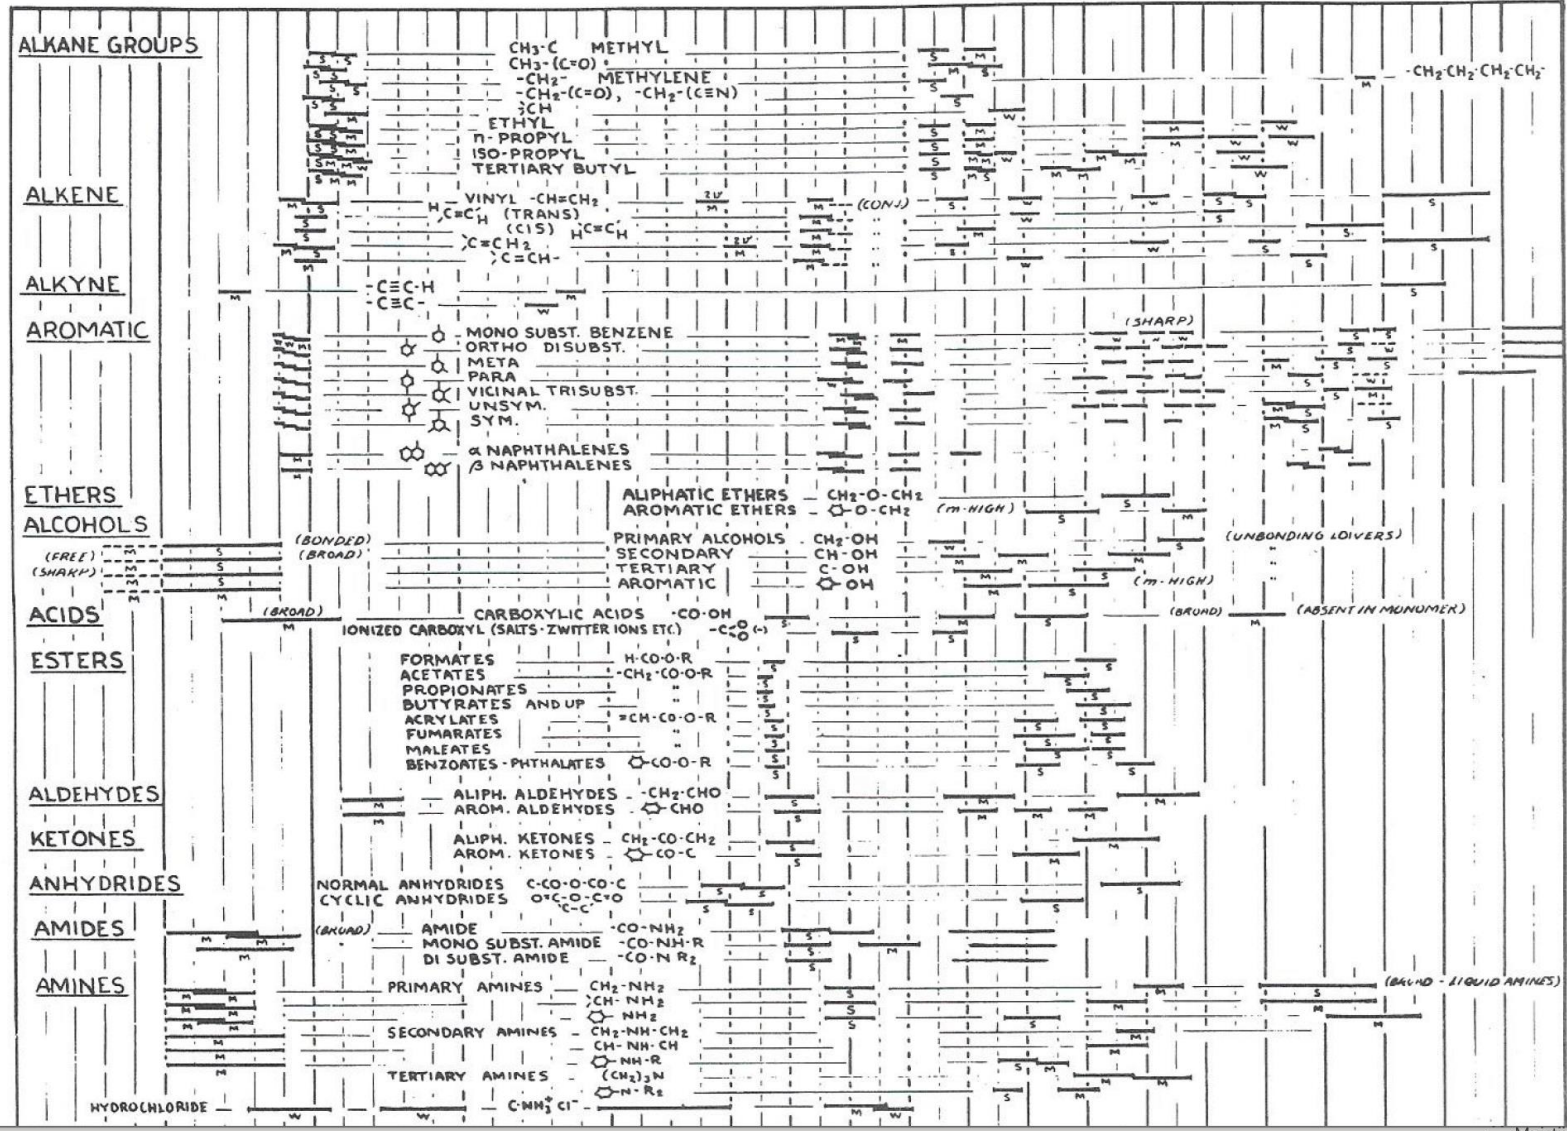 ALKANE GROUPS
CH₃-C METHYL
CH₃-(C=O)
-CH₂- METHYLENE
-CH₂-CH₂-CH₂-CH₂-
-CH₂-(C=O), -CH₂-(C≡N)
⟩CH
ETHYL
n-PROPYL
ISO-PROPYL
TERTIARY BUTYL
ALKENE
VINYL -CH=CH₂
(CONJ)
(TRANS)
(CIS)
⟩C=CH₂
⟩C=CH-
ALKYNE
-C≡C-H
-C≡C-
AROMATIC
(SHARP)
MONO SUBST. BENZENE
ORTHO DISUBST.
META
PARA
VICINAL TRISUBST.
UNSYM.
SYM.
α NAPHTHALENES
β NAPHTHALENES
ETHERS
ALIPHATIC ETHERS - CH₂-O-CH₂
AROMATIC ETHERS - O-CH₂ (m-HIGH)
ALCOHOLS
(BONDED) PRIMARY ALCOHOLS CH₂-OH (UNBONDING LOWERS)
(FREE) (BROAD) SECONDARY CH-OH
(SHARP) TERTIARY C-OH
AROMATIC OH (m-HIGH)
ACIDS
(BROAD) CARBOXYLIC ACIDS -CO-OH (BROAD) (ABSENT IN MONOMER)
IONIZED CARBOXYL (SALTS-ZWITTER IONS ETC.)
ESTERS
FORMATES H-CO-O-R
ACETATES -CH₂-CO-O-R
PROPIONATES "
BUTYRATES AND UP "
ACRYLATES =CH-CO-O-R
FUMARATES "
MALEATES "
BENZOATES-PHTHALATES CO-O-R
ALDEHYDES
ALIPH. ALDEHYDES -CH₂-CHO
AROM. ALDEHYDES CHO
KETONES
ALIPH. KETONES - CH₂-CO-CH₂
AROM. KETONES - CO-C
ANHYDRIDES
NORMAL ANHYDRIDES C-CO-O-CO-C
CYCLIC ANHYDRIDES O=C-O-C=O
C-C
AMIDES
(BROAD) AMIDE -CO-NH₂
MONO SUBST. AMIDE -CO-NH-R
DI SUBST. AMIDE -CO-N R₂
AMINES
PRIMARY AMINES CH₂-NH₂ (BROAD - LIQUID AMINES)
⟩CH-NH₂
NH₂
SECONDARY AMINES - CH₂-NH-CH₂
CH-NH-CH
NH-R
TERTIARY AMINES (CH₂)₃N
N-R₂
HYDROCHLORIDE C-NH₃⁺Cl⁻